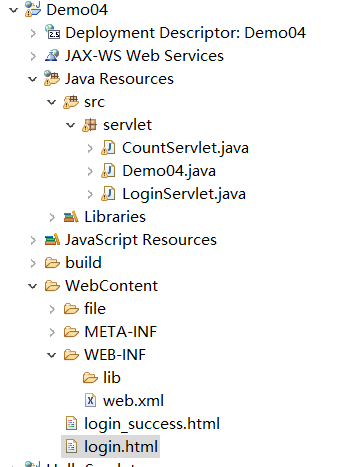 Demo04
Deployment Descriptor: Demo04
JAX-WS Web Services
Java Resources
src
servlet
CountServlet.java
Demo04.java
LoginServlet.java
Libraries
JavaScript Resources
build
WebContent
file
META-INF
WEB-INF
lib
web.xml
login_success.html
login.html